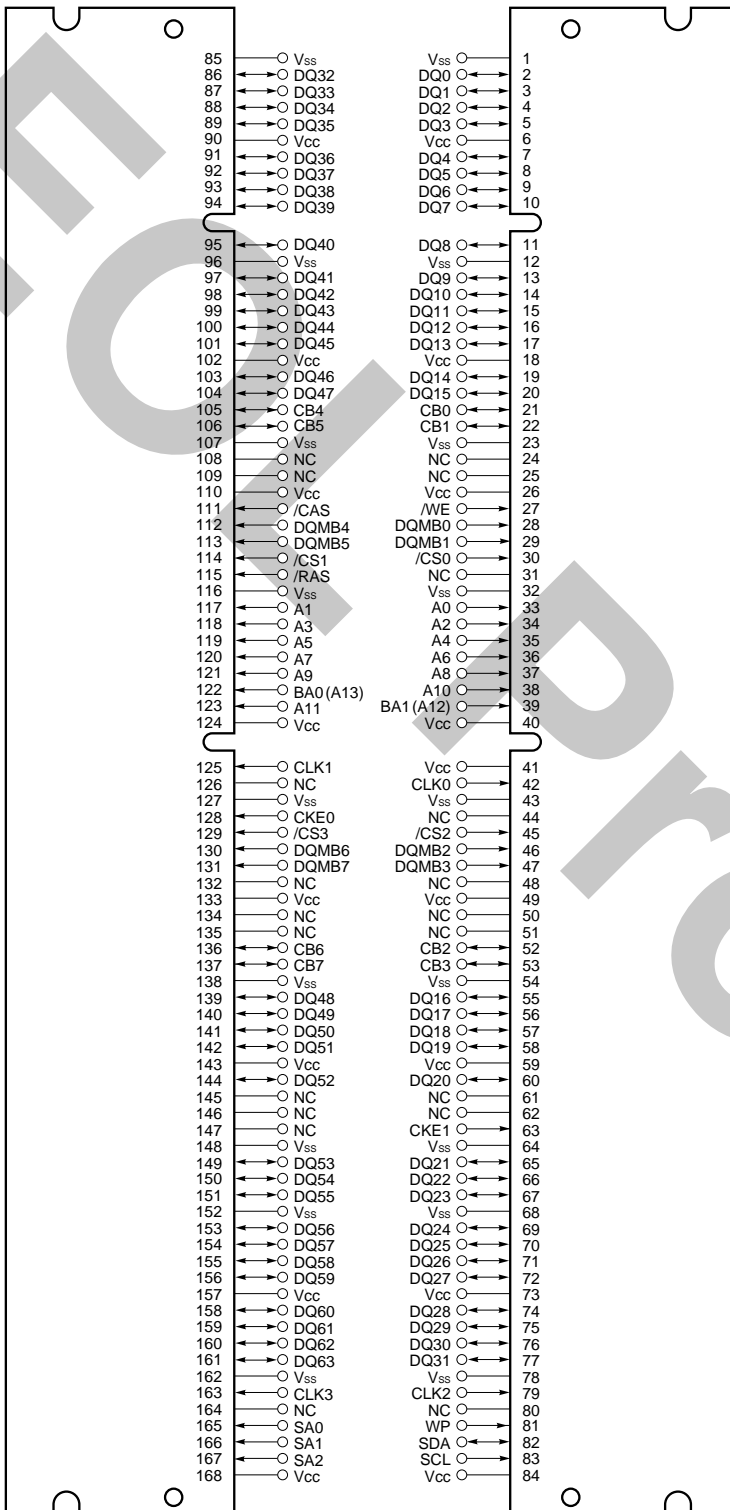 85 Vss Vss 1
86 DQ32 DQ0 2
87 DQ33 DQ1 3
88 DQ34 DQ2 4
89 DQ35 DQ3 5
90 Vcc Vcc 6
91 DQ36 DQ4 7
92 DQ37 DQ5 8
93 DQ38 DQ6 9
94 DQ39 DQ7 10
95 DQ40 DQ8 11
96 Vss Vss 12
97 DQ41 DQ9 13
98 DQ42 DQ10 14
99 DQ43 DQ11 15
100 DQ44 DQ12 16
101 DQ45 DQ13 17
102 Vcc Vcc 18
103 DQ46 DQ14 19
104 DQ47 DQ15 20
105 CB4 CB0 21
106 CB5 CB1 22
107 Vss Vss 23
108 NC NC 24
109 NC NC 25
110 Vcc Vcc 26
111 /CAS /WE 27
112 DQMB4 DQMB0 28
113 DQMB5 DQMB1 29
114 /CS1 /CS0 30
115 /RAS NC 31
116 Vss Vss 32
117 A1 A0 33
118 A3 A2 34
119 A5 A4 35
120 A7 A6 36
121 A9 A8 37
122 BA0 (A13) A10 38
123 A11 BA1 (A12) 39
124 Vcc Vcc 40
125 CLK1 Vcc 41
126 NC CLK0 42
127 Vss Vss 43
128 CKE0 NC 44
129 /CS3 /CS2 45
130 DQMB6 DQMB2 46
131 DQMB7 DQMB3 47
132 NC NC 48
133 Vcc Vcc 49
134 NC NC 50
135 NC NC 51
136 CB6 CB2 52
137 CB7 CB3 53
138 Vss Vss 54
139 DQ48 DQ16 55
140 DQ49 DQ17 56
141 DQ50 DQ18 57
142 DQ51 DQ19 58
143 Vcc Vcc 59
144 DQ52 DQ20 60
145 NC NC 61
146 NC NC 62
147 NC CKE1 63
148 Vss Vss 64
149 DQ53 DQ21 65
150 DQ54 DQ22 66
151 DQ55 DQ23 67
152 Vss Vss 68
153 DQ56 DQ24 69
154 DQ57 DQ25 70
155 DQ58 DQ26 71
156 DQ59 DQ27 72
157 Vcc Vcc 73
158 DQ60 DQ28 74
159 DQ61 DQ29 75
160 DQ62 DQ30 76
161 DQ63 DQ31 77
162 Vss Vss 78
163 CLK3 CLK2 79
164 NC NC 80
165 SA0 WP 81
166 SA1 SDA 82
167 SA2 SCL 83
168 Vcc Vcc 84
EOL Pro